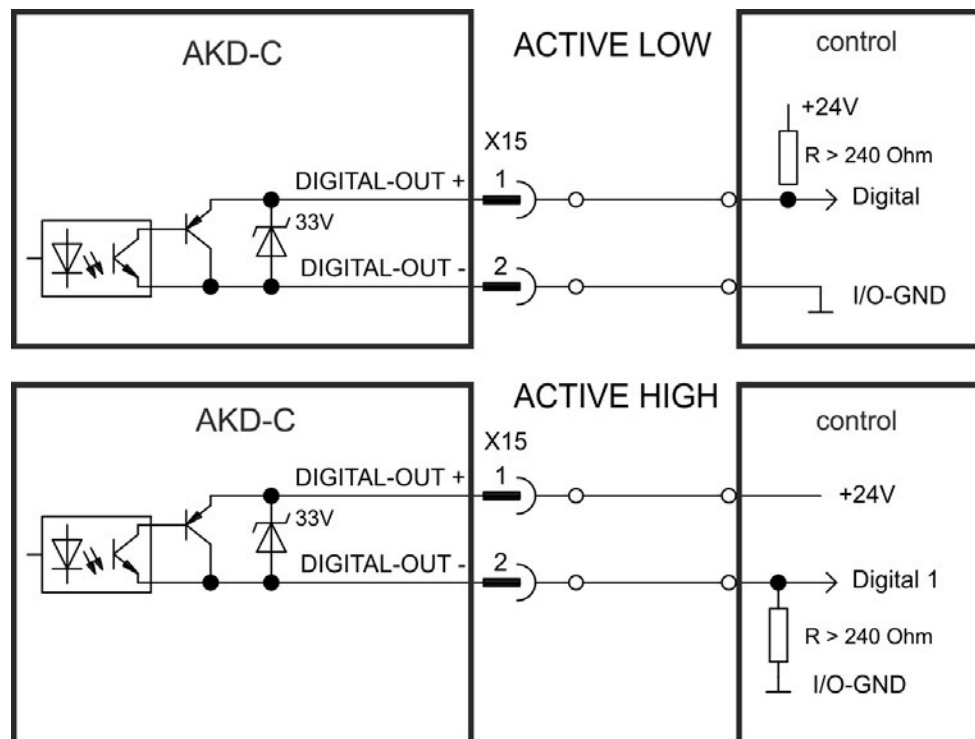 AKD-C
ACTIVE LOW
control
+24V
X15
R > 240 Ohm
DIGITAL-OUT +
1
Digital
33V
DIGITAL-OUT -
2
I/O-GND
AKD-C
ACTIVE HIGH
control
X15
DIGITAL-OUT +
1
+24V
33V
DIGITAL-OUT -
2
Digital 1
R > 240 Ohm
I/O-GND